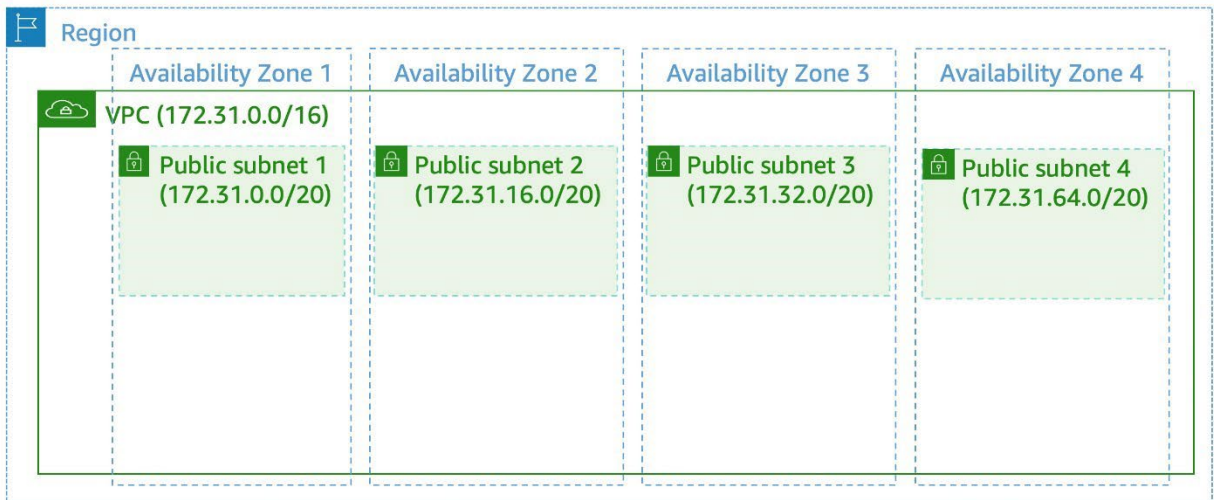 Region
Availability Zone 1
Availability Zone 2
Availability Zone 3
Availability Zone 4
VPC (172.31.0.0/16)
Public subnet 1
(172.31.0.0/20)
Public subnet 2
(172.31.16.0/20)
Public subnet 3
(172.31.32.0/20)
Public subnet 4
(172.31.64.0/20)